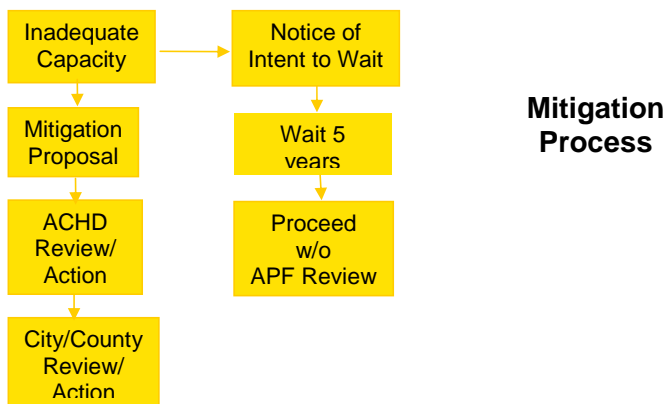 Inadequate
Capacity
Notice of
Intent to Wait
Mitigation
Process
Mitigation
Proposal
Wait 5
years
ACHD
Review/
Action
Proceed
w/o
APF Review
City/County
Review/
Action